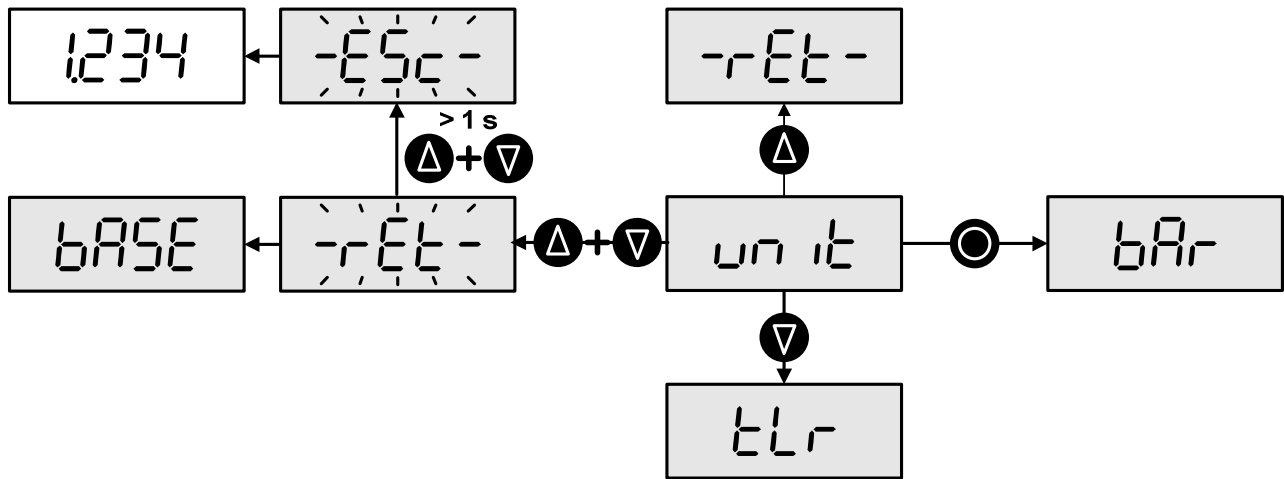 1.234
-ESc-
-rEt-
> 1 s
+
bASE
-rEt-
+
unit
bAr
tLr